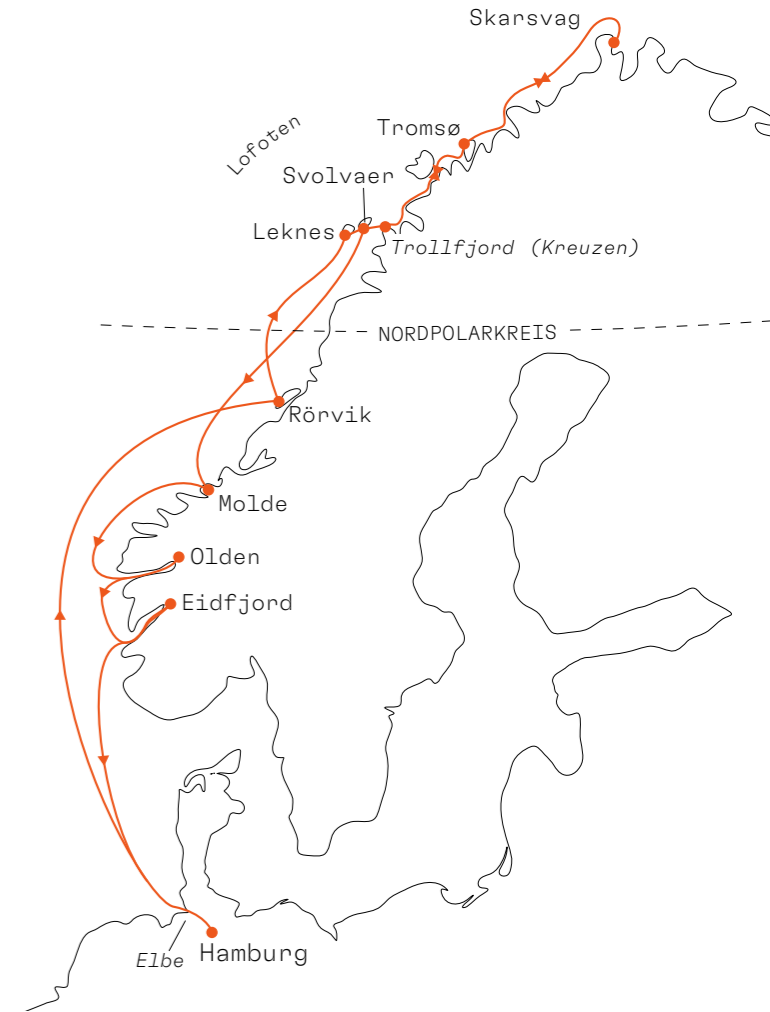 Skarsvag
Tromsø
Lofoten
Svolvaer
Leknes
Trollfjord (Kreuzen)
NORDPOLARKREIS
Rörvik
Molde
Olden
Eidfjord
Elbe
Hamburg